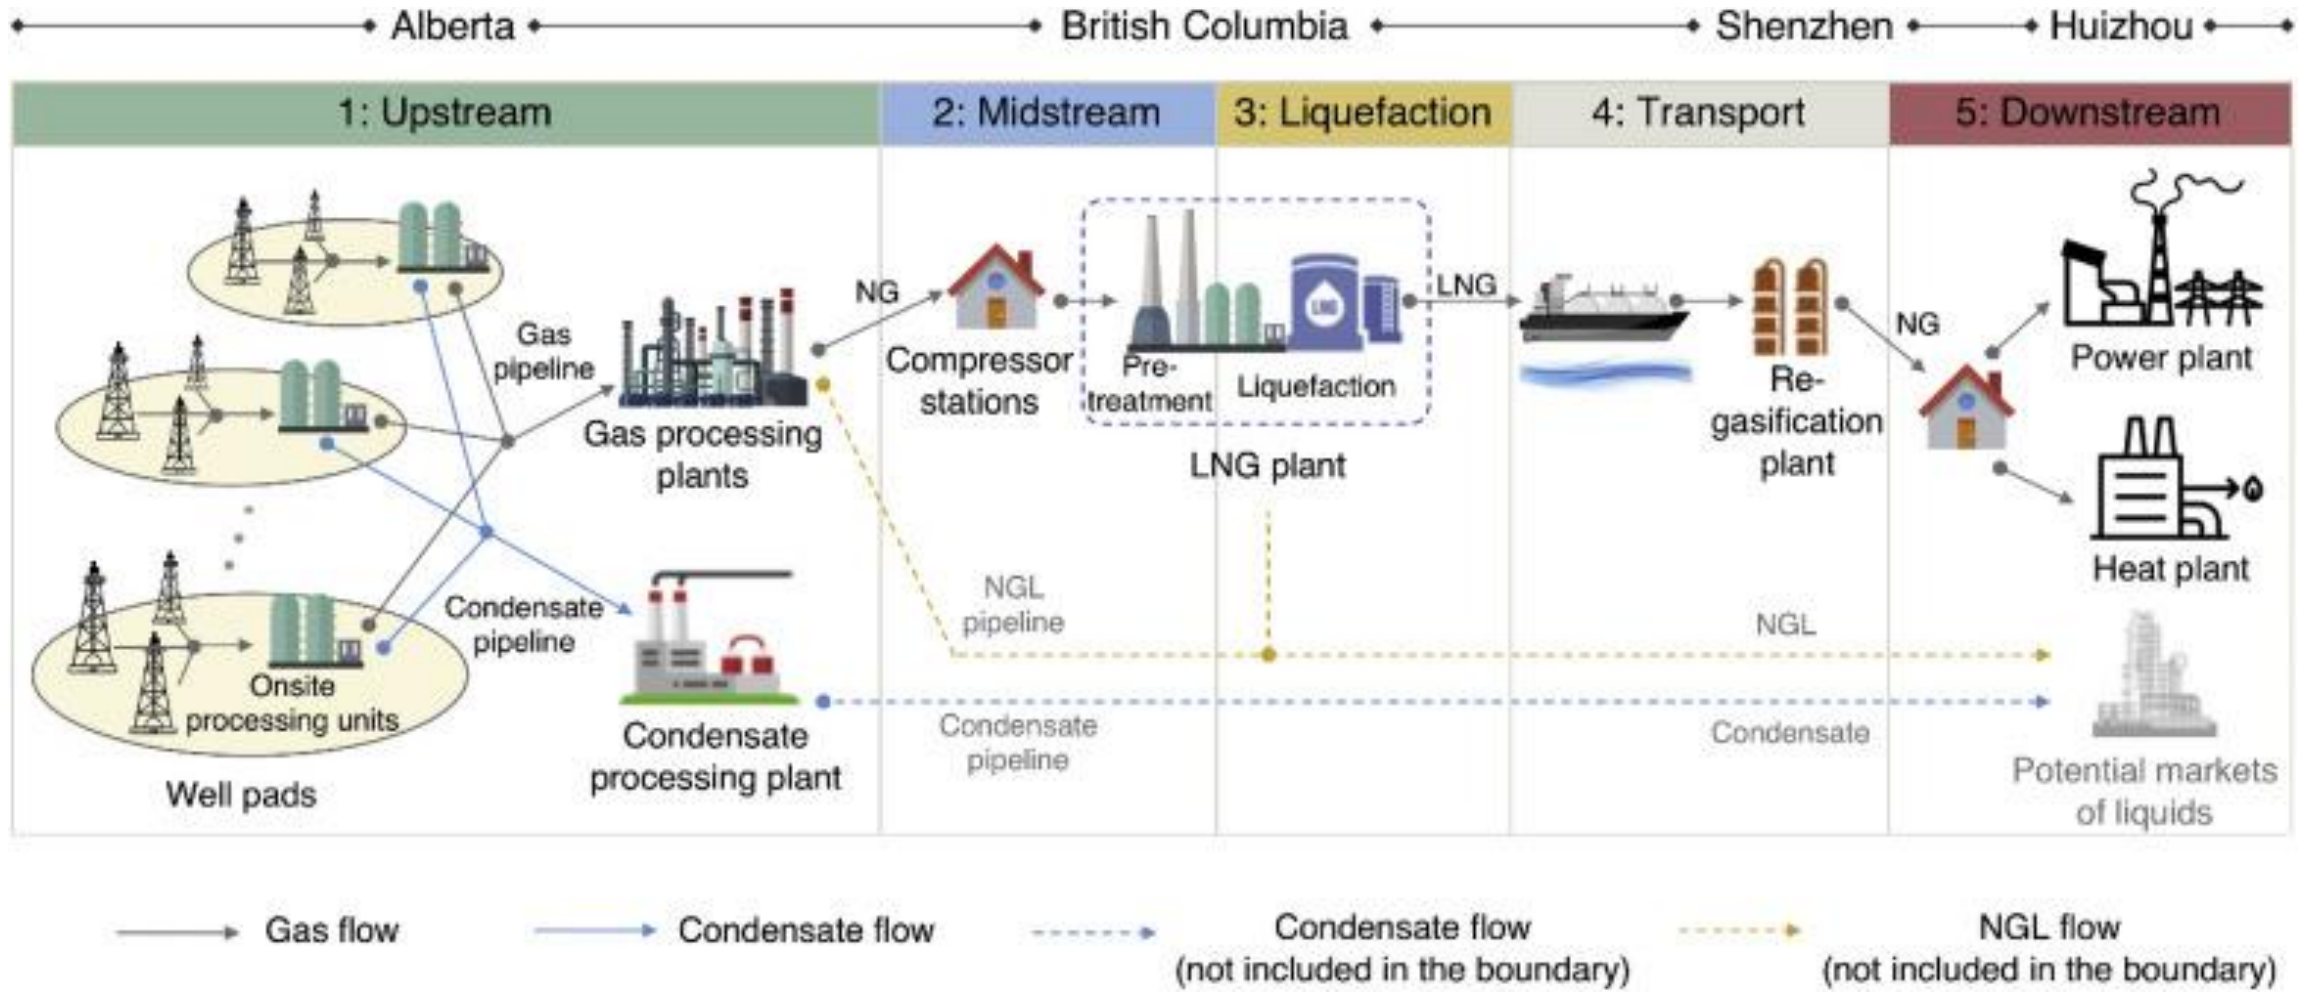 Alberta
British Columbia
Shenzhen
Huizhou
1: Upstream
2: Midstream
3: Liquefaction
4: Transport
5: Downstream
Gas
pipeline
Gas processing
plants
Onsite
processing units
Well pads
Condensate
pipeline
Condensate
processing plant
NG
Compressor
stations
Pre-
treatment
LNG
Liquefaction
LNG plant
LNG
Re-
gasification
plant
NG
Power plant
Heat plant
NGL
pipeline
NGL
Condensate
pipeline
Condensate
Potential markets
of liquids
Gas flow
Condensate flow
Condensate flow
(not included in the boundary)
NGL flow
(not included in the boundary)